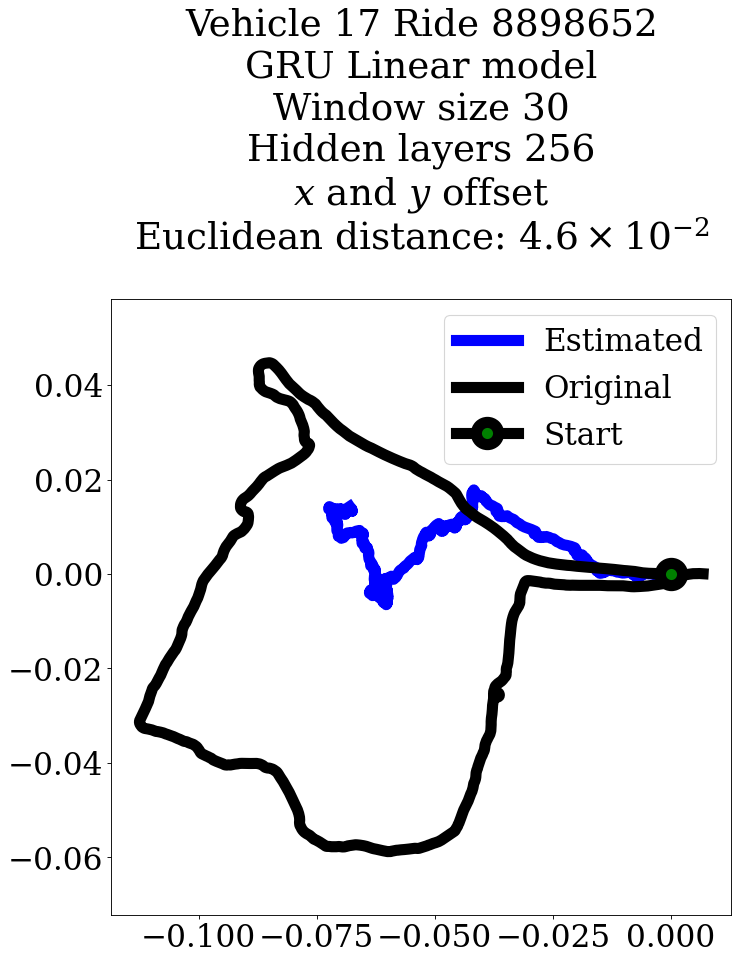 Vehicle 17 Ride 8898652
GRU Linear model
Window size 30
Hidden layers 256
x and y offset
Euclidean distance: 4.6 × 10⁻²
Estimated
Original
Start
0.04
0.02
0.00
−0.02
−0.04
−0.06
−0.100 −0.075 −0.050 −0.025 0.000